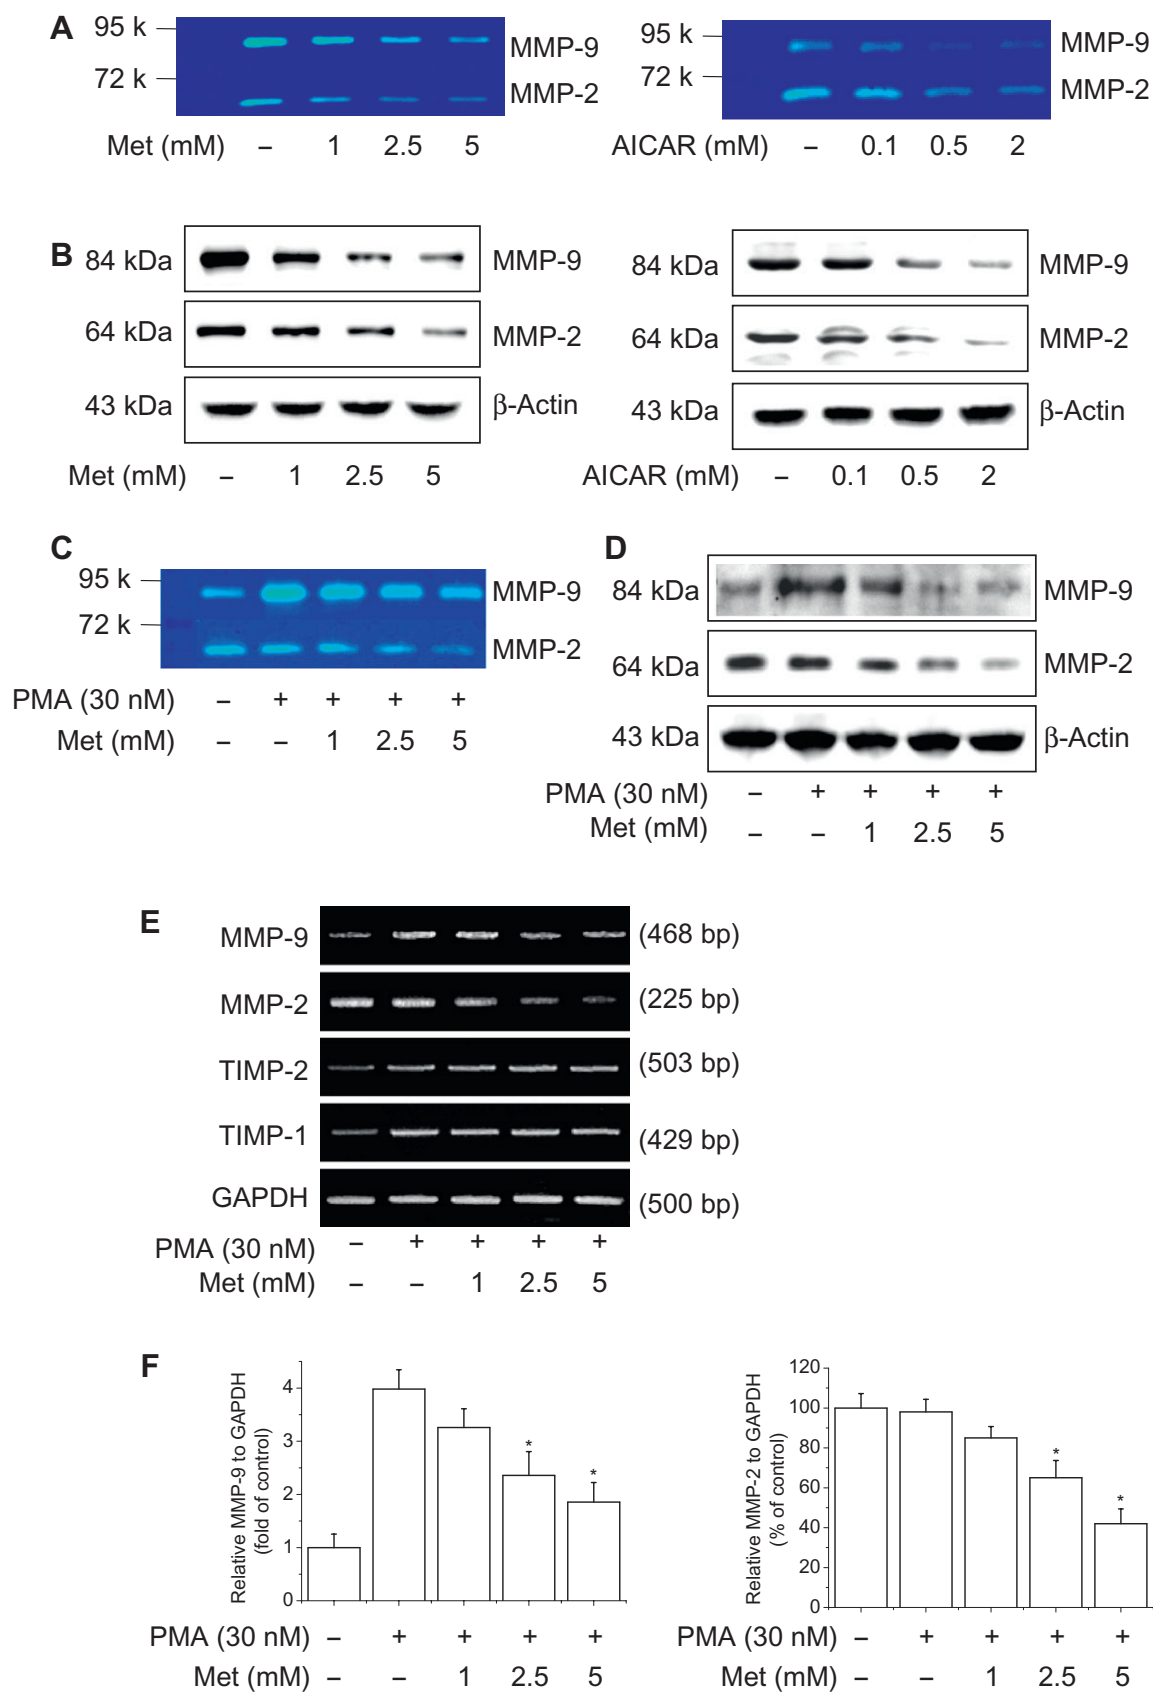 A
95 k
72 k
MMP-9
MMP-2
Met (mM) – 1 2.5 5
95 k
72 k
MMP-9
MMP-2
AICAR (mM) – 0.1 0.5 2
B
84 kDa MMP-9
64 kDa MMP-2
43 kDa β-Actin
Met (mM) – 1 2.5 5
84 kDa MMP-9
64 kDa MMP-2
43 kDa β-Actin
AICAR (mM) – 0.1 0.5 2
C
95 k
72 k
MMP-9
MMP-2
PMA (30 nM) – + + + +
Met (mM) – – 1 2.5 5
D
84 kDa MMP-9
64 kDa MMP-2
43 kDa β-Actin
PMA (30 nM) – + + + +
Met (mM) – – 1 2.5 5
E
MMP-9 (468 bp)
MMP-2 (225 bp)
TIMP-2 (503 bp)
TIMP-1 (429 bp)
GAPDH (500 bp)
PMA (30 nM) – + + + +
Met (mM) – – 1 2.5 5
F
Relative MMP-9 to GAPDH
(fold of control)
4
3
2
1
0
* *
PMA (30 nM) – + + + +
Met (mM) – – 1 2.5 5
Relative MMP-2 to GAPDH
(% of control)
120
100
80
60
40
20
0
* *
PMA (30 nM) – + + + +
Met (mM) – – 1 2.5 5